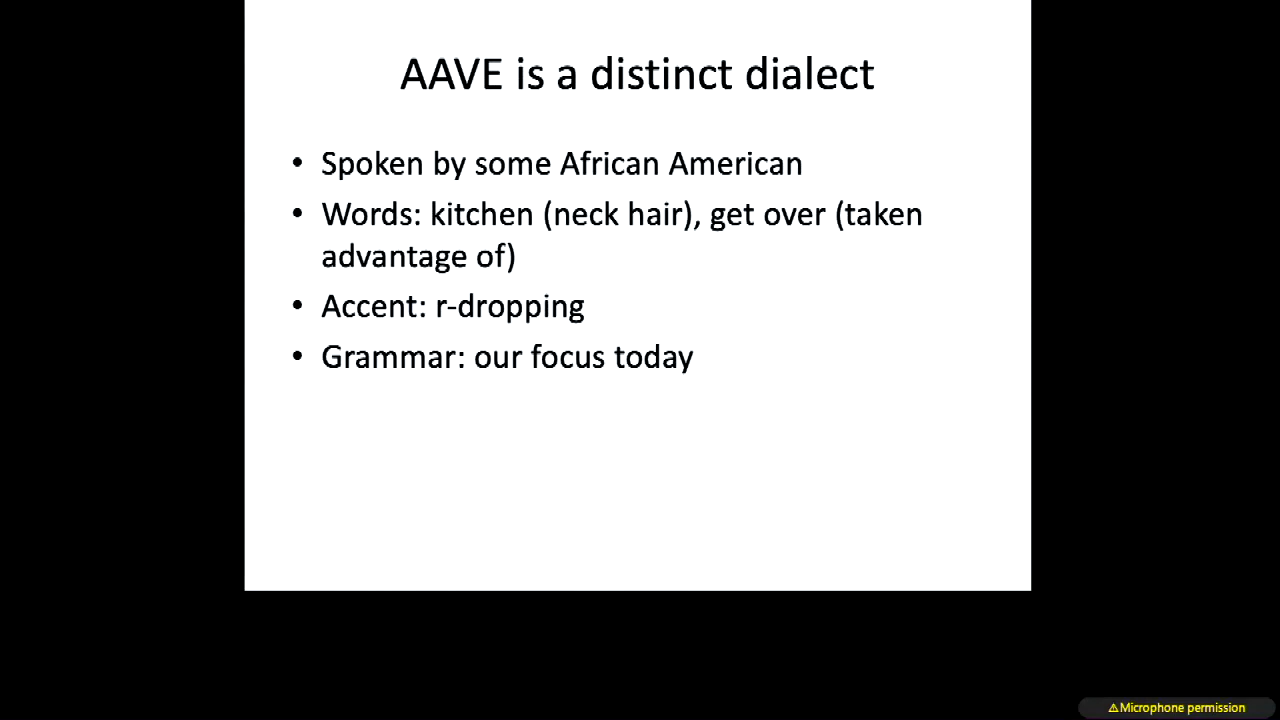 AAVE is a distinct dialect
• Spoken by some African American
• Words: kitchen (neck hair), get over (taken
advantage of)
• Accent: r-dropping
• Grammar: our focus today
⚠Microphone permission